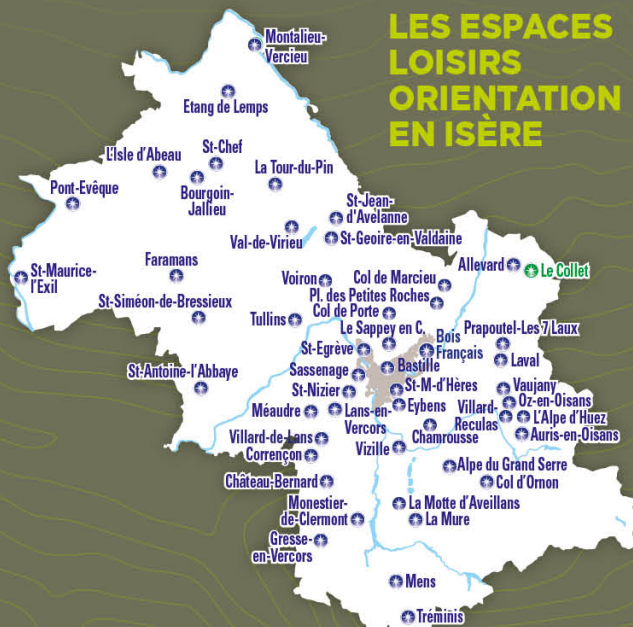 LES ESPACES
LOISIRS
ORIENTATION
EN ISÈRE
Montalieu-
Vercieu
Etang de Lemps
L'Isle d'Abeau
St-Chef
La Tour-du-Pin
Pont-Evêque
Bourgoin-
Jallieu
St-Jean-
d'Avelanne
Val-de-Virieu
St-Geoire-en-Valdaine
St-Maurice-
l'Exil
Faramans
Voiron
Col de Marcieu
Allevard
Le Collet
Pl. des Petites Roches
St-Siméon-de-Bressieux
Tullins
Col de Porte
Le Sappey en C.
Bois
Français
Prapoutel-Les 7 Laux
St-Egrève
Laval
St-Antoine-l'Abbaye
Sassenage
Bastille
St-Nizier
St-M-d'Hères
Vaujany
Oz-en-Oisans
Méaudre
Lans-en-
Vercors
Eybens
Villard-
Reculas
L'Alpe d'Huez
Chamrousse
Auris-en-Oisans
Villard-de-Lans
Corrençon
Vizille
Alpe du Grand Serre
Château-Bernard
Col d'Ornon
Monestier-
de-Clermont
La Motte d'Aveillans
La Mure
Gresse-
en-Vercors
Mens
Tréminis